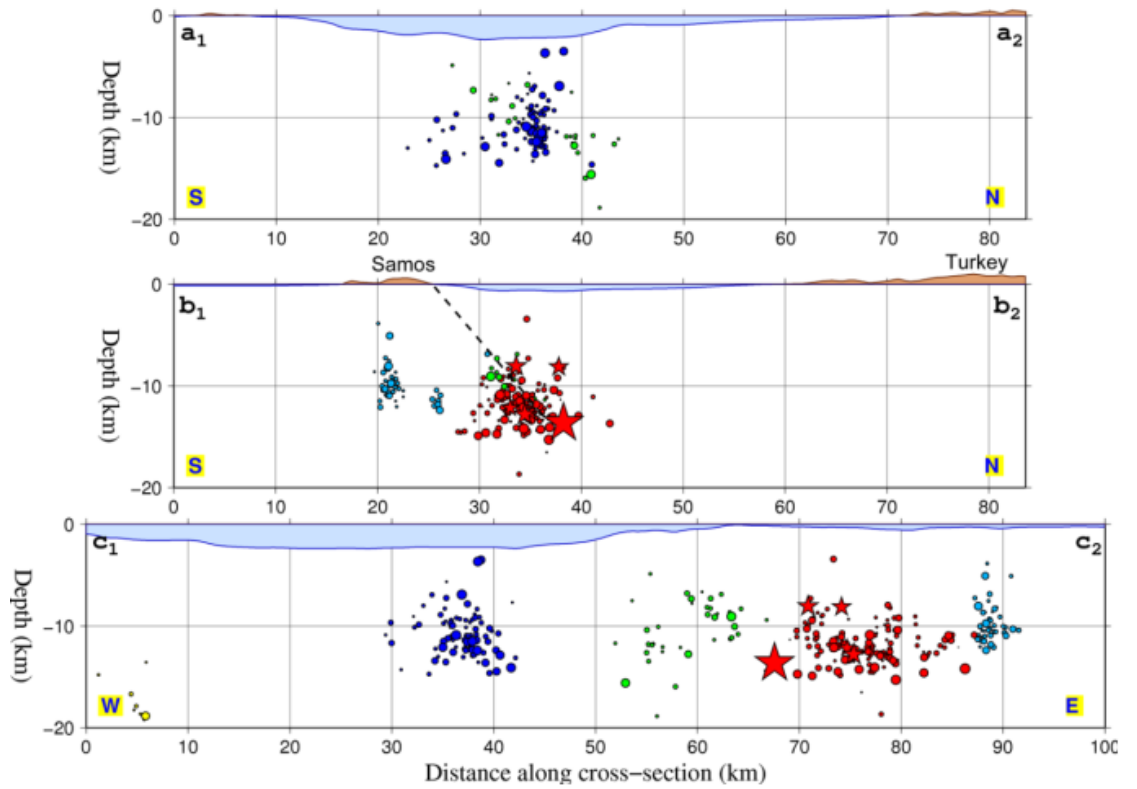 0
a₁
a₂
Depth (km)
−10
S
N
−20
0 10 20 30 40 50 60 70 80
Samos
Turkey
0
b₁
b₂
Depth (km)
−10
S
N
−20
0 10 20 30 40 50 60 70 80
0
c₁
c₂
Depth (km)
−10
W
E
−20
0 10 20 30 40 50 60 70 80 90 100
Distance along cross−section (km)